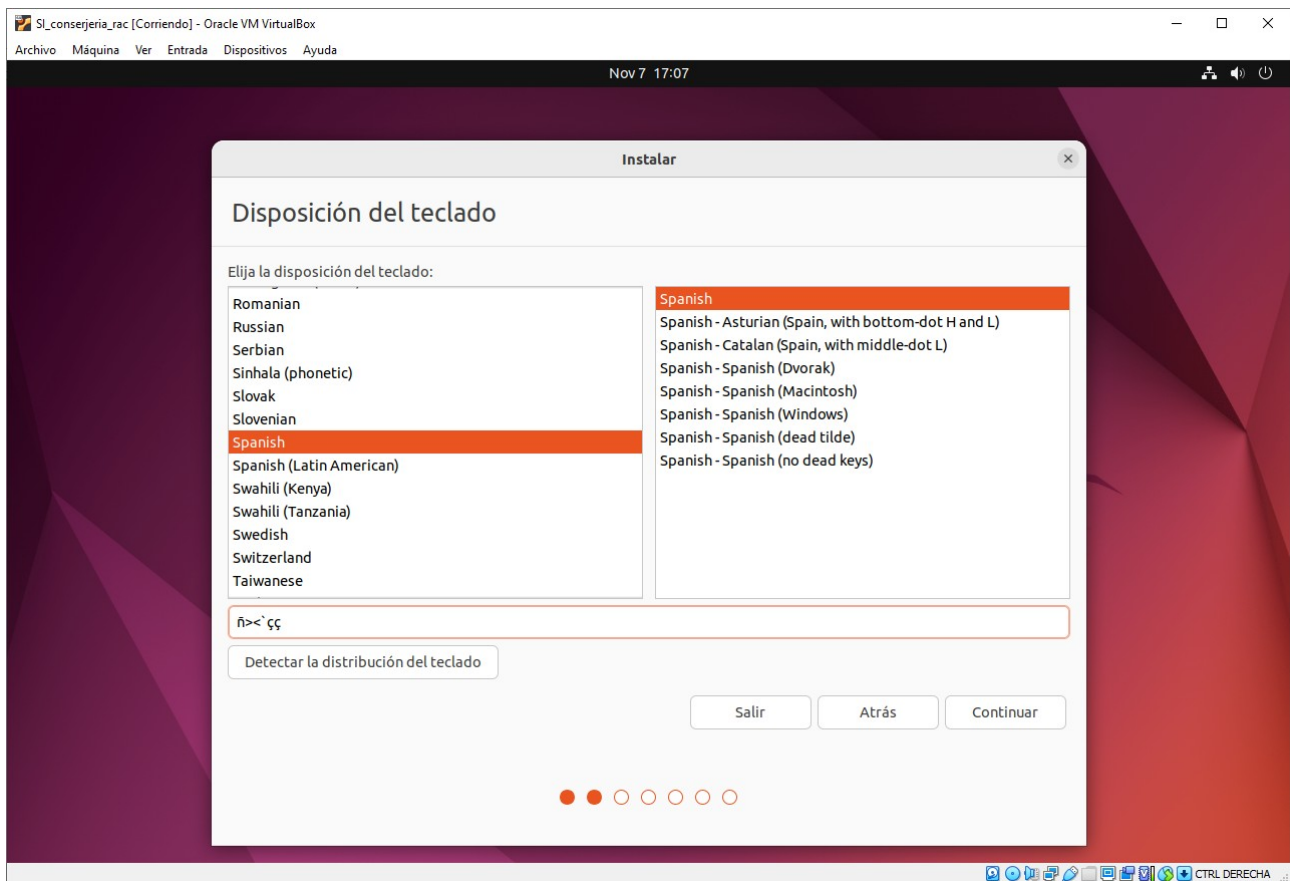 SI_conserjeria_rac [Corriendo] - Oracle VM VirtualBox
Archivo Máquina Ver Entrada Dispositivos Ayuda
Nov 7 17:07
Instalar
Disposición del teclado
Elija la disposición del teclado:
Romanian
Russian
Serbian
Sinhala (phonetic)
Slovak
Slovenian
Spanish
Spanish (Latin American)
Swahili (Kenya)
Swahili (Tanzania)
Swedish
Switzerland
Taiwanese
Spanish
Spanish - Asturian (Spain, with bottom-dot H and L)
Spanish - Catalan (Spain, with middle-dot L)
Spanish - Spanish (Dvorak)
Spanish - Spanish (Macintosh)
Spanish - Spanish (Windows)
Spanish - Spanish (dead tilde)
Spanish - Spanish (no dead keys)
ñ><`çç
Detectar la distribución del teclado
Salir Atrás Continuar
CTRL DERECHA